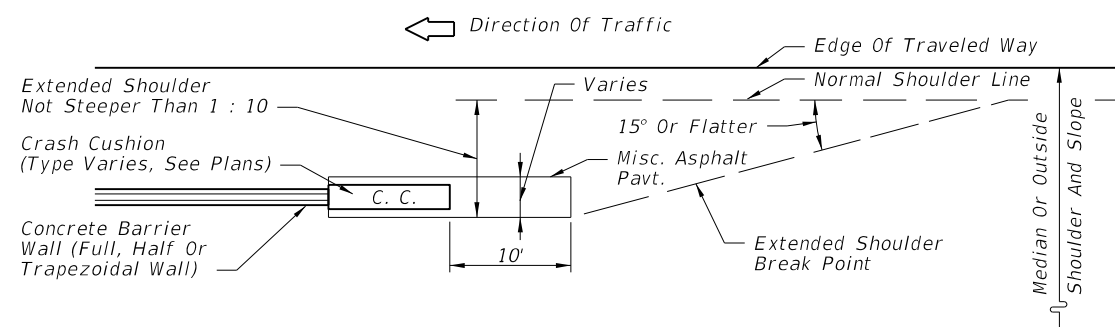 Direction Of Traffic
Edge Of Traveled Way
Extended Shoulder
Not Steeper Than 1 : 10
Varies
Normal Shoulder Line
15° Or Flatter
Crash Cushion
(Type Varies, See Plans)
Misc. Asphalt
Pavt.
C. C.
Concrete Barrier
Wall (Full, Half Or
Trapezoidal Wall)
10'
Extended Shoulder
Break Point
Median Or Outside
Shoulder And Slope